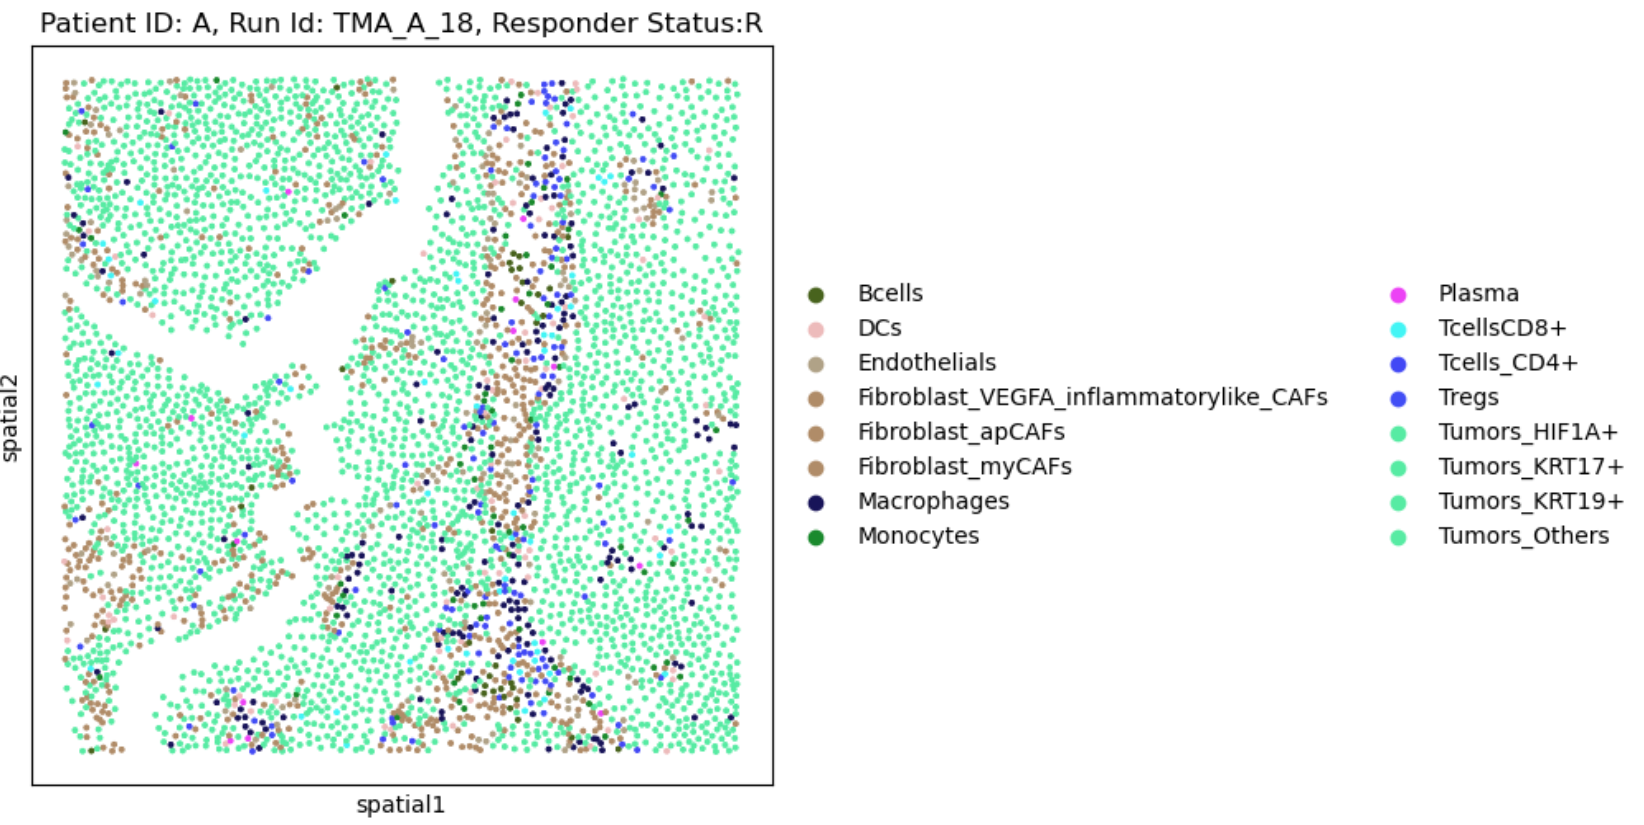 Patient ID: A, Run Id: TMA_A_18, Responder Status:R
spatial2
spatial1
Bcells
DCs
Endothelials
Fibroblast_VEGFA_inflammatorylike_CAFs
Fibroblast_apCAFs
Fibroblast_myCAFs
Macrophages
Monocytes
Plasma
TcellsCD8+
Tcells_CD4+
Tregs
Tumors_HIF1A+
Tumors_KRT17+
Tumors_KRT19+
Tumors_Others